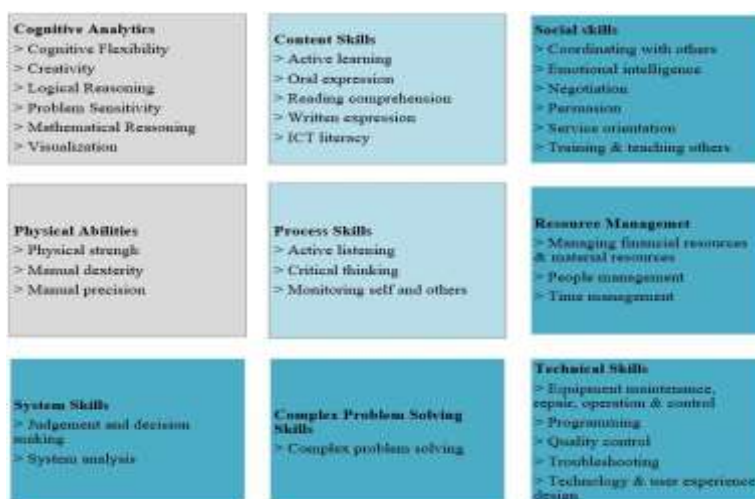 Cognitive Analytics
> Cognitive Flexibility
> Creativity
> Logical Reasoning
> Problem Sensitivity
> Mathematical Reasoning
> Visualization
Content Skills
> Active learning
> Oral expression
> Reading comprehension
> Written expression
> ICT literacy
Social skills
> Coordinating with others
> Emotional intelligence
> Negotiation
> Persuasion
> Service orientation
> Training & teaching others
Physical Abilities
> Physical strengh
> Manual dexterity
> Manual precision
Process Skills
> Active listening
> Critical thinking
> Monitoring self and others
Resource Managemet
> Managing financial resources
& material resources
> People management
> Time management
System Skills
> Judgement and decision
making
> System analysis
Complex Problem Solving
Skills
> Complex problem solving
Technical Skills
> Equipment maintenance,
repair, operation & control
> Programming
> Quality control
> Troubleshooting
> Technology & user experience
design